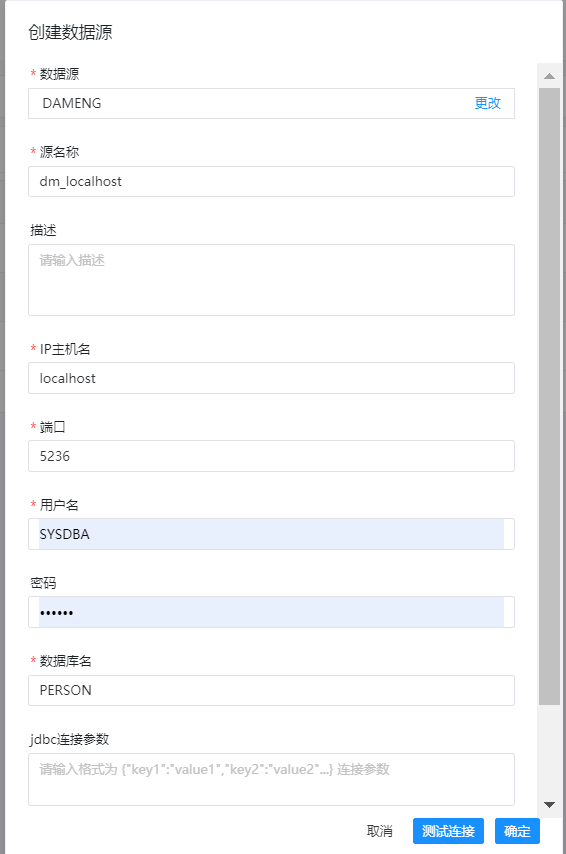 创建数据源
* 数据源
DAMENG 更改
* 源名称
dm_localhost
描述
请输入描述
* IP主机名
localhost
* 端口
5236
* 用户名
SYSDBA
密码
••••••
* 数据库名
PERSON
jdbc连接参数
请输入格式为 {"key1":"value1","key2":"value2"...} 连接参数
取消 测试连接 确定